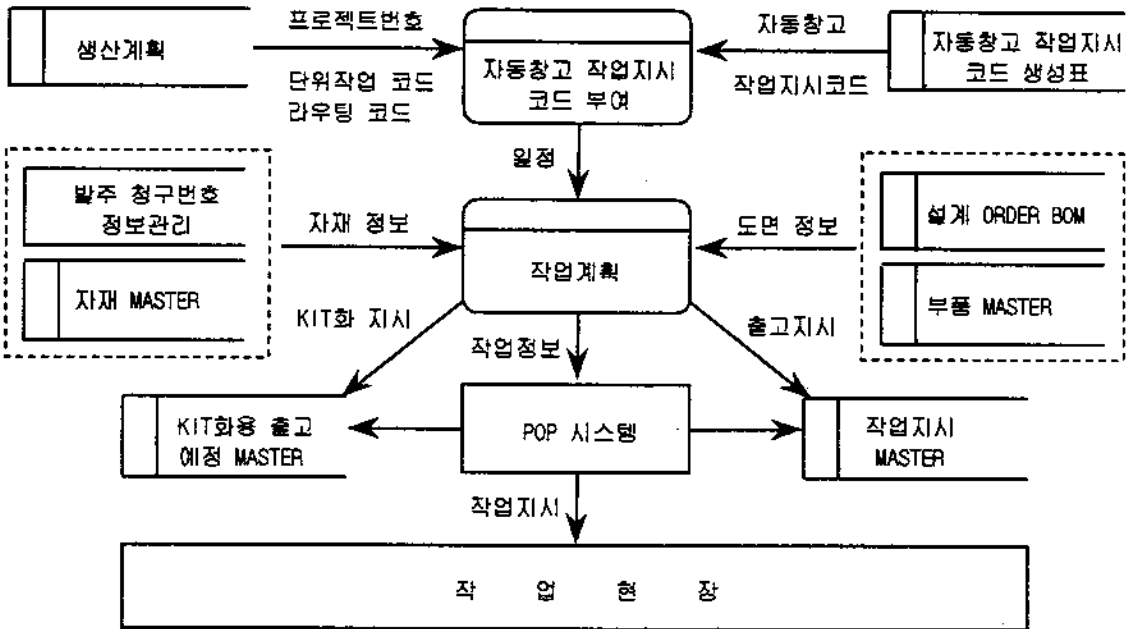 프로젝트번호
자동창고
생산계획
자동창고 작업지시
코드 부여
자동창고 작업지시
코드 생성표
단위작업 코드
라우팅 코드
작업지시코드
일정
발주 청구번호
정보관리
자재 정보
도면 정보
설계 ORDER BOM
작업계획
자재 MASTER
부품 MASTER
KIT화 지시
출고지시
작업정보
KIT화용 출고
예정 MASTER
POP 시스템
작업지시
MASTER
작업지시
작 업 현 장